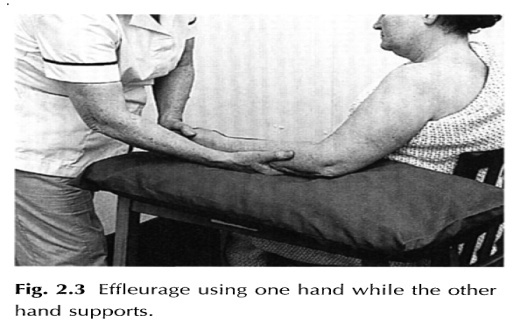 Fig. 2.3 Effleurage using one hand while the other
hand supports.